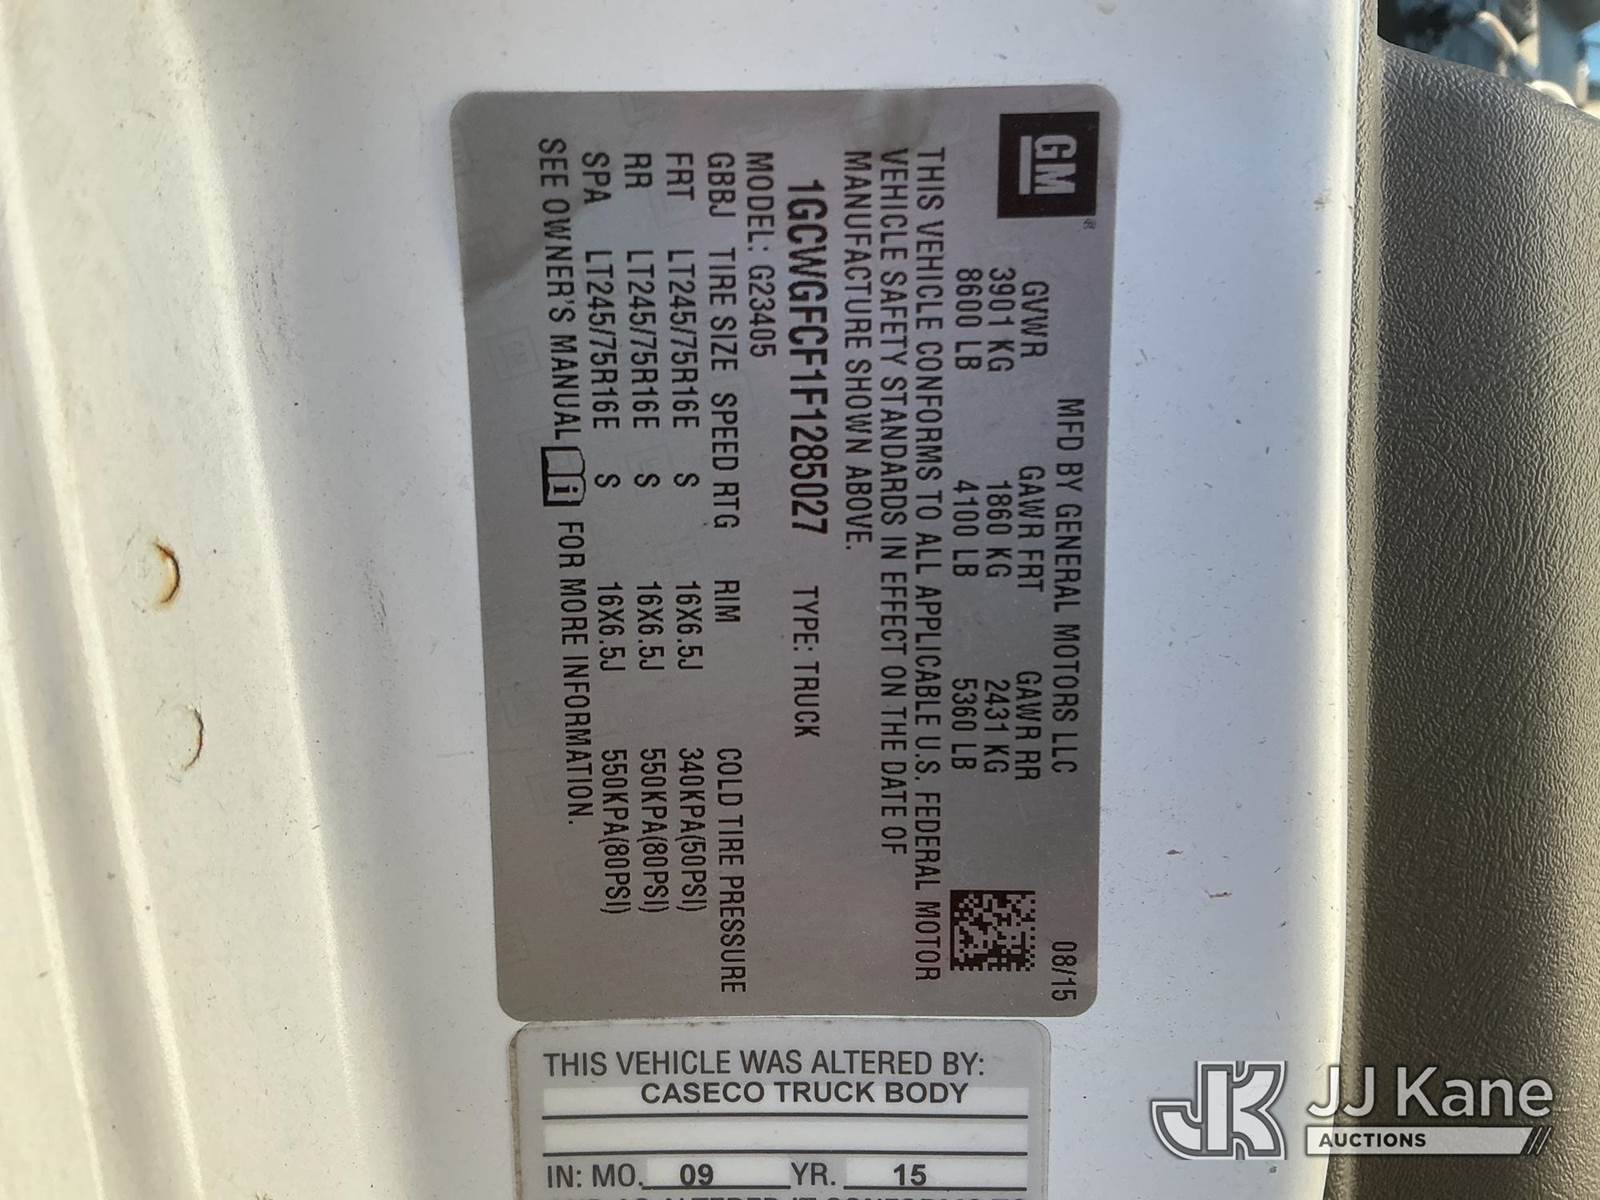 GM ®
MFD BY GENERAL MOTORS LLC 08/15
GVWR GAWR FRT GAWR RR
3901 KG 1860 KG 2431 KG
8600 LB 4100 LB 5360 LB
THIS VEHICLE CONFORMS TO ALL APPLICABLE U.S. FEDERAL MOTOR
VEHICLE SAFETY STANDARDS IN EFFECT ON THE DATE OF
MANUFACTURE SHOWN ABOVE.
1GCWGFCF1F1285027 TYPE: TRUCK
MODEL: G23405
GBBJ TIRE SIZE SPEED RTG RIM COLD TIRE PRESSURE
FRT LT245/75R16E S 16X6.5J 340KPA(50PSI)
RR LT245/75R16E S 16X6.5J 550KPA(80PSI)
SPA LT245/75R16E S 16X6.5J 550KPA(80PSI)
SEE OWNER'S MANUAL i FOR MORE INFORMATION.
THIS VEHICLE WAS ALTERED BY:
CASECO TRUCK BODY
IN: MO. 09 YR. 15
JK JJ Kane
AUCTIONS